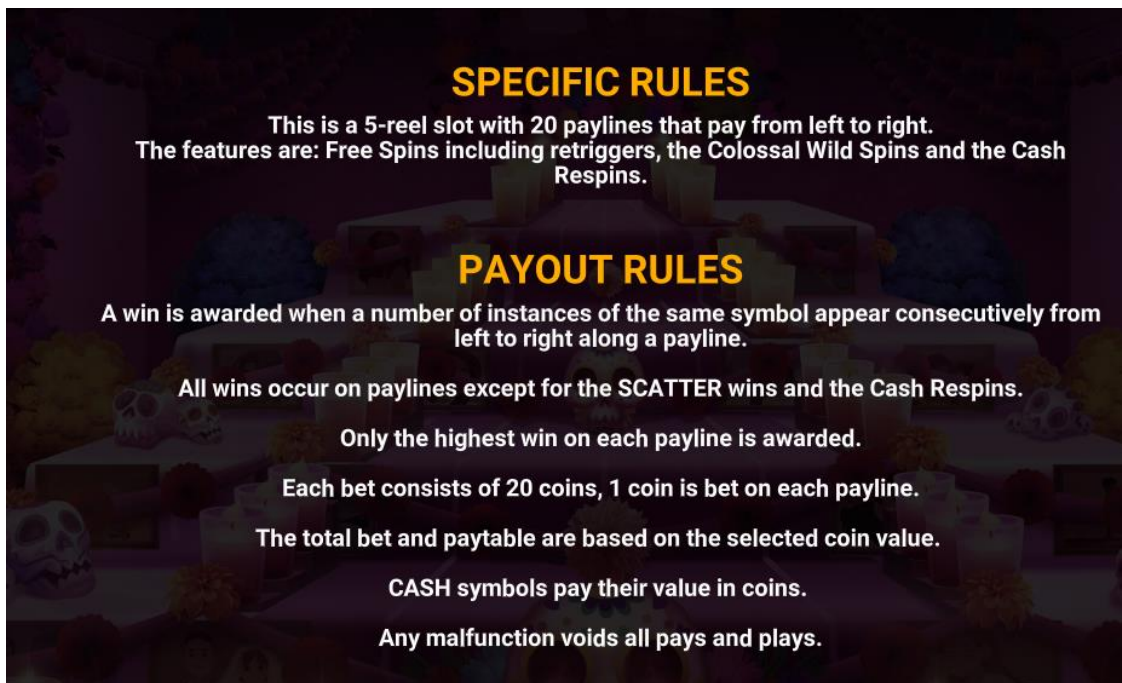 SPECIFIC RULES
This is a 5-reel slot with 20 paylines that pay from left to right.
The features are: Free Spins including retriggers, the Colossal Wild Spins and the Cash
Respins.
PAYOUT RULES
A win is awarded when a number of instances of the same symbol appear consecutively from
left to right along a payline.
All wins occur on paylines except for the SCATTER wins and the Cash Respins.
Only the highest win on each payline is awarded.
Each bet consists of 20 coins, 1 coin is bet on each payline.
The total bet and paytable are based on the selected coin value.
CASH symbols pay their value in coins.
Any malfunction voids all pays and plays.